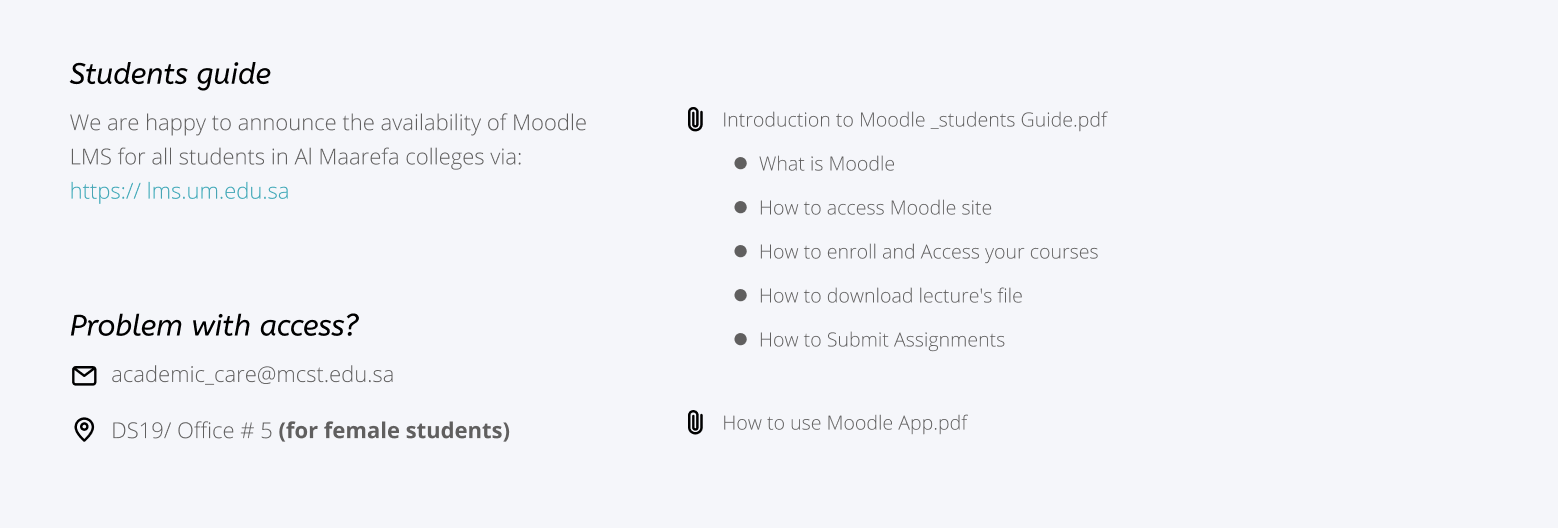 Students guide
We are happy to announce the availability of Moodle
LMS for all students in Al Maarefa colleges via:
https:// lms.um.edu.sa
Problem with access?
academic_care@mcst.edu.sa
DS19/ Office # 5 (for female students)
Introduction to Moodle _students Guide.pdf
What is Moodle
How to access Moodle site
How to enroll and Access your courses
How to download lecture's file
How to Submit Assignments
How to use Moodle App.pdf